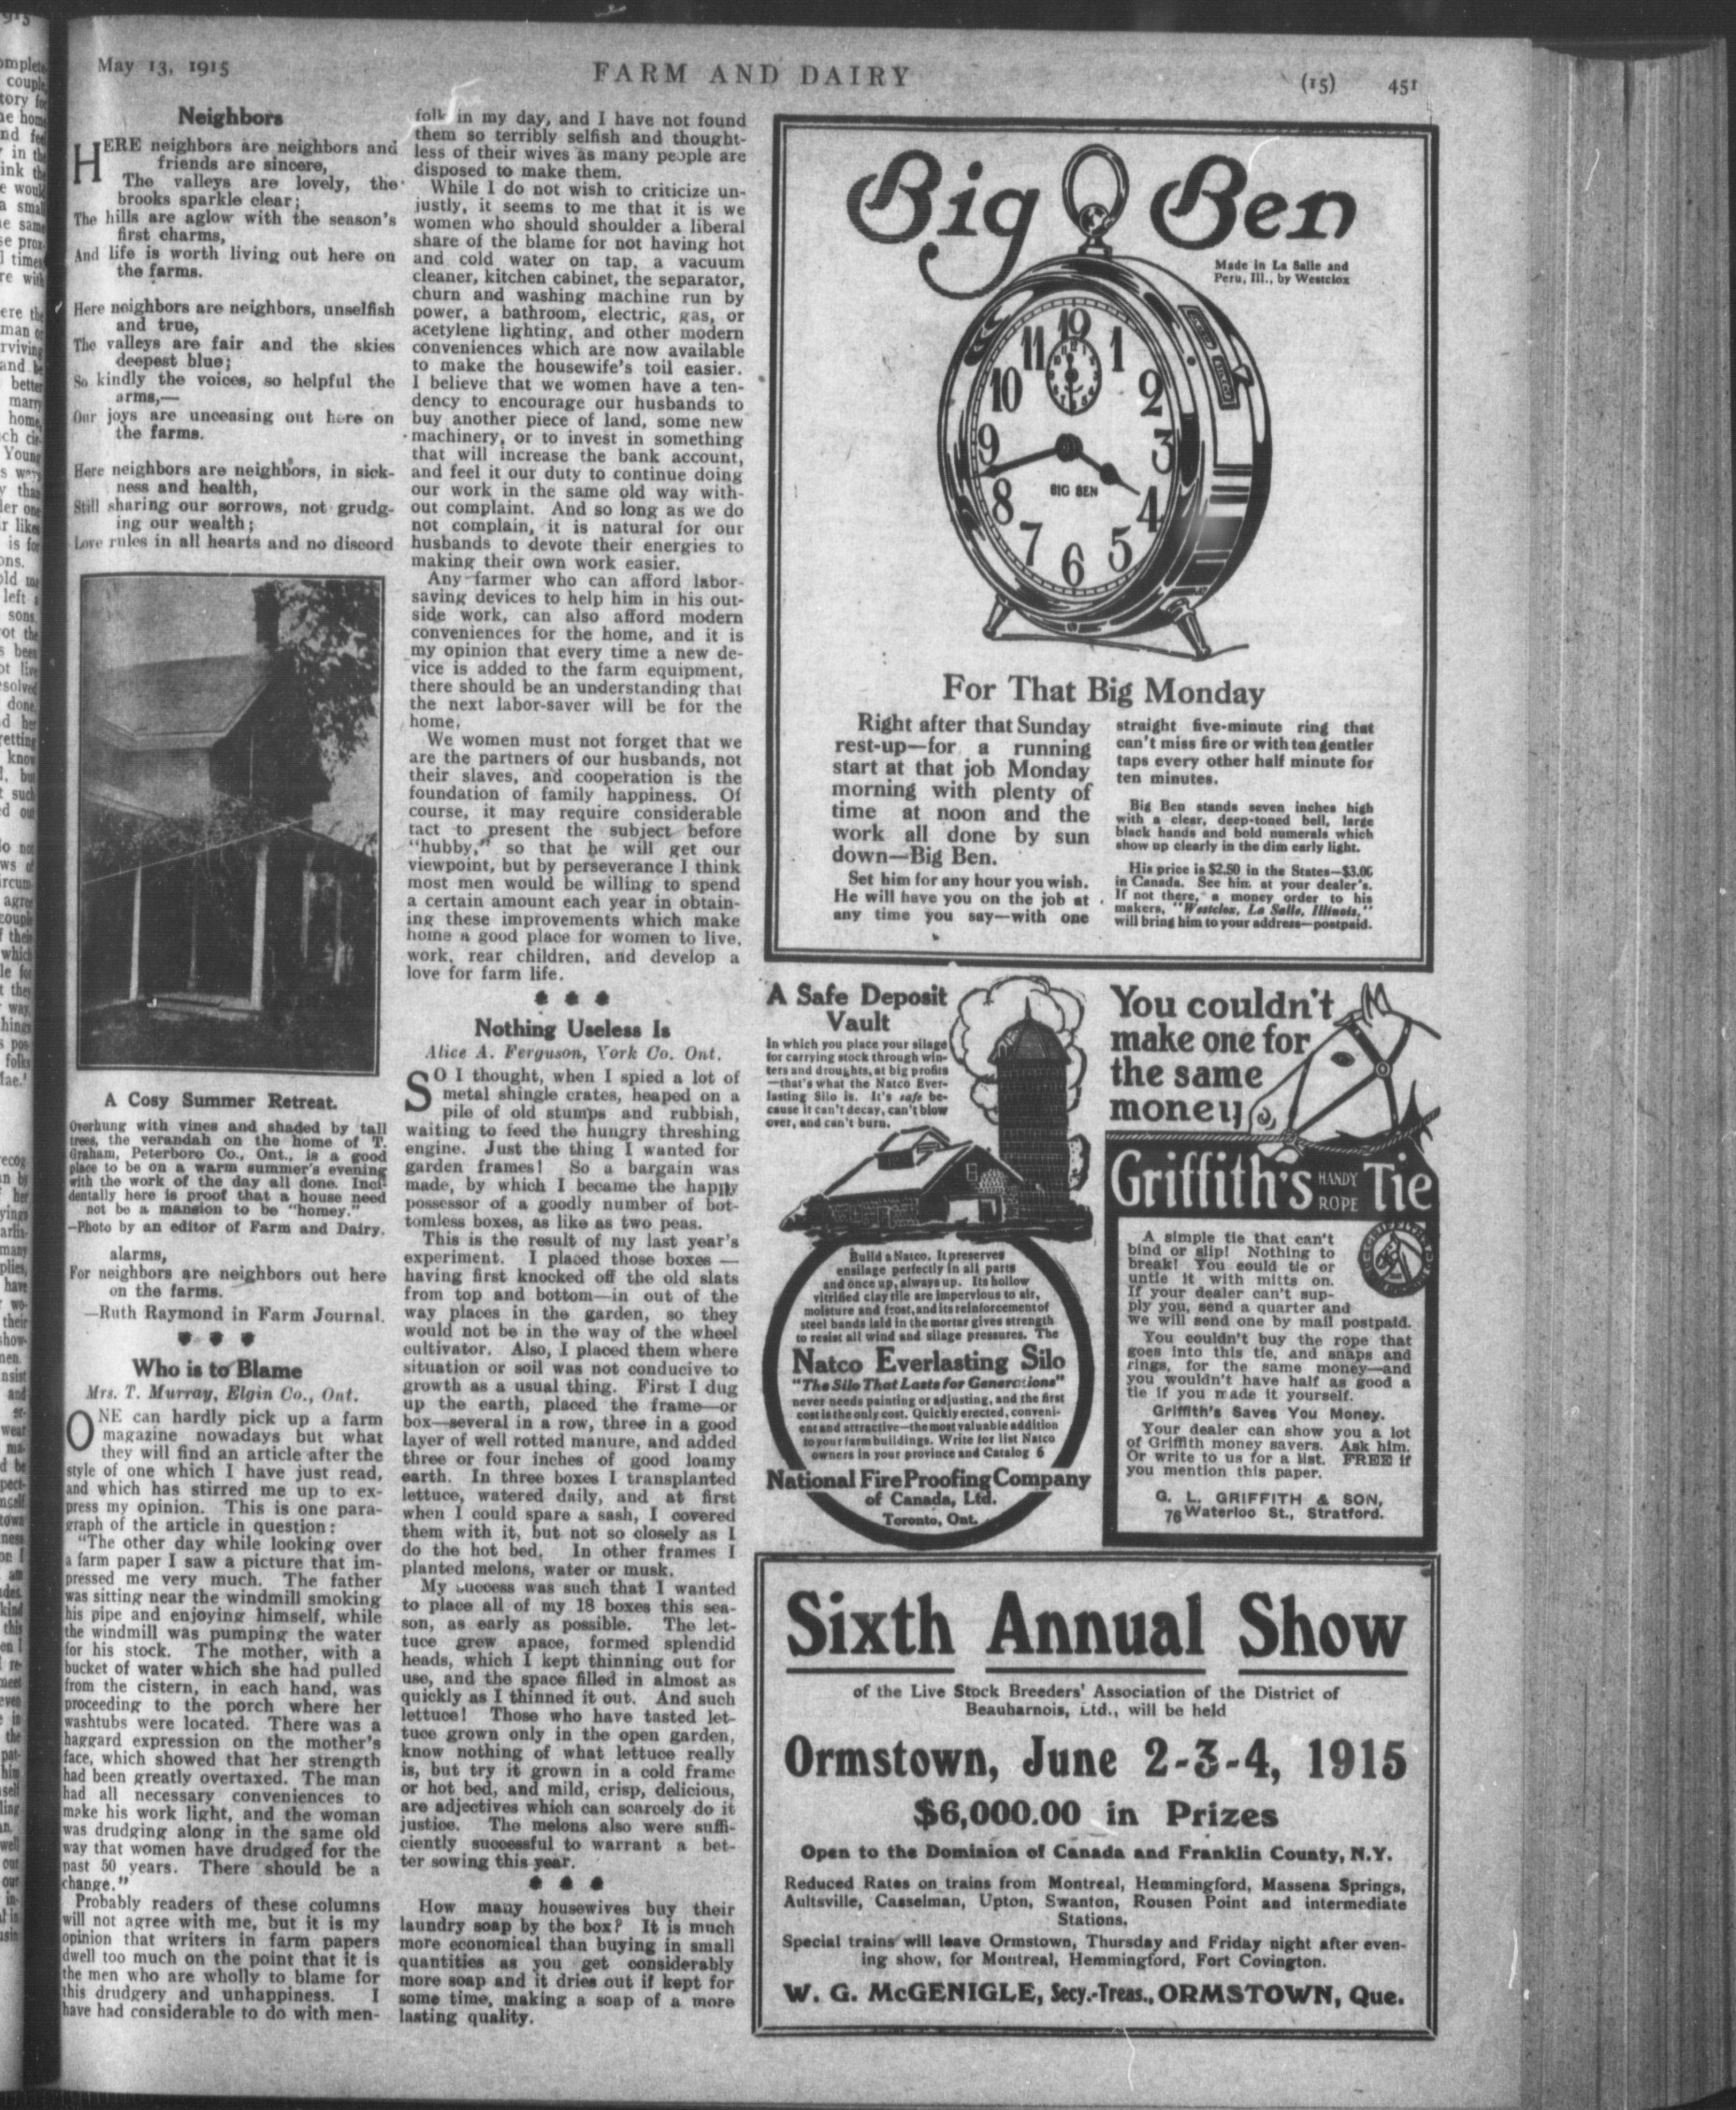 May 13, 1915
FARM AND DAIRY
(15) 451
Neighbors
HERE neighbors are neighbors and
friends are sincere,
The valleys are lovely, the
brooks sparkle clear;
The hills are aglow with the season's
first charms,
And life is worth living out here on
the farms.
Here neighbors are neighbors, unselfish
and true,
The valleys are fair and the skies
deepest blue;
So kindly the voices, so helpful the
arms,—
Our joys are unceasing out here on
the farms.
Here neighbors are neighbors, in sick-
ness and health,
Still sharing our sorrows, not grudg-
ing our wealth;
Love rules in all hearts and no discord
A Cosy Summer Retreat.
Overhung with vines and shaded by tall
trees, the verandah on the home of T.
Graham, Peterboro Co., Ont., is a good
place to be on a warm summer's evening
with the work of the day all done. Inci-
dentally here is proof that a house need
not be a mansion to be "homey."
—Photo by an editor of Farm and Dairy.
alarms,
For neighbors are neighbors out here
on the farms.
—Ruth Raymond in Farm Journal.
Who is to Blame
Mrs. T. Murray, Elgin Co., Ont.
ONE can hardly pick up a farm
magazine nowadays but what
they will find an article after the
style of one which I have just read,
and which has stirred me up to ex-
press my opinion. This is one para-
graph of the article in question:
"The other day while looking over
a farm paper I saw a picture that im-
pressed me very much. The father
was sitting near the windmill smoking
his pipe and enjoying himself, while
the windmill was pumping the water
for his stock. The mother, with a
bucket of water which she had pulled
from the cistern, in each hand, was
proceeding to the porch where her
washtubs were located. There was a
haggard expression on the mother's
face, which showed that her strength
had been greatly overtaxed. The man
had all necessary conveniences to
make his work light, and the woman
was drudging along in the same old
way that women have drudged for the
past 50 years. There should be a
change."
Probably readers of these columns
will not agree with me, but it is my
opinion that writers in farm papers
dwell too much on the point that it is
the men who are wholly to blame for
this drudgery and unhappiness. I
have had considerable to do with men-
folk in my day, and I have not found
them so terribly selfish and thought-
less of their wives as many people are
disposed to make them.
While I do not wish to criticize un-
justly, it seems to me that it is we
women who should shoulder a liberal
share of the blame for not having hot
and cold water on tap, a vacuum
cleaner, kitchen cabinet, the separator,
churn and washing machine run by
power, a bathroom, electric, gas, or
acetylene lighting, and other modern
conveniences which are now available
to make the housewife's toil easier.
I believe that we women have a ten-
dency to encourage our husbands to
buy another piece of land, some new
machinery, or to invest in something
that will increase the bank account,
and feel it our duty to continue doing
our work in the same old way with-
out complaint. And so long as we do
not complain, it is natural for our
husbands to devote their energies to
making their own work easier.
Any farmer who can afford labor-
saving devices to help him in his out-
side work, can also afford modern
conveniences for the home, and it is
my opinion that every time a new de-
vice is added to the farm equipment,
there should be an understanding that
the next labor-saver will be for the
home.
We women must not forget that we
are the partners of our husbands, not
their slaves, and cooperation is the
foundation of family happiness. Of
course, it may require considerable
tact to present the subject before
"hubby," so that he will get our
viewpoint, but by perseverance I think
most men would be willing to spend
a certain amount each year in obtain-
ing these improvements which make
home a good place for women to live,
work, rear children, and develop a
love for farm life.
Nothing Useless Is
Alice A. Ferguson, York Co. Ont.
SO I thought, when I spied a lot of
metal shingle crates, heaped on a
pile of old stumps and rubbish,
waiting to feed the hungry threshing
engine. Just the thing I wanted for
garden frames! So a bargain was
made, by which I became the happy
possessor of a goodly number of bot-
tomless boxes, as like as two peas.
This is the result of my last year's
experiment. I placed those boxes —
having first knocked off the old slats
from top and bottom—in out of the
way places in the garden, so they
would not be in the way of the wheel
cultivator. Also, I placed them where
situation or soil was not conducive to
growth as a usual thing. First I dug
up the earth, placed the frame—or
box—several in a row, three in a good
layer of well rotted manure, and added
three or four inches of good loamy
earth. In three boxes I transplanted
lettuce, watered daily, and at first
when I could spare a sash, I covered
them with it, but not so closely as I
do the hot bed. In other frames I
planted melons, water or musk.
My success was such that I wanted
to place all of my 18 boxes this sea-
son, as early as possible. The let-
tuce grew apace, formed splendid
heads, which I kept thinning out for
use, and the space filled in almost as
quickly as I thinned it out. And such
lettuce! Those who have tasted let-
tuce grown only in the open garden,
know nothing of what lettuce really
is, but try it grown in a cold frame
or hot bed, and mild, crisp, delicious,
are adjectives which can scarcely do it
justice. The melons also were suffi-
ciently successful to warrant a bet-
ter sowing this year.
How many housewives buy their
laundry soap by the box? It is much
more economical than buying in small
quantities as you get considerably
more soap and it dries out if kept for
some time, making a soap of a more
lasting quality.
Big Ben
Made in La Salle and
Peru, Ill., by Westclox
12 1 2 3 4 5 6 7 8 9 10 11
BIG BEN
For That Big Monday
Right after that Sunday
rest-up—for a running
start at that job Monday
morning with plenty of
time at noon and the
work all done by sun
down—Big Ben.
Set him for any hour you wish.
He will have you on the job at
any time you say—with one
straight five-minute ring that
can't miss fire or with ten gentler
taps every other half minute for
ten minutes.
Big Ben stands seven inches high
with a clear, deep-toned bell, large
black hands and bold numerals which
show up clearly in the dim early light.
His price is $2.50 in the States—$3.00
in Canada. See him at your dealer's.
If not there, a money order to his
makers, "Westclox, La Salle, Illinois,"
will bring him to your address—postpaid.
A Safe Deposit
Vault
In which you place your silage
for carrying stock through win-
ters and droughts, at big profits
—that's what the Natco Ever-
lasting Silo is. It's safe be-
cause it can't decay, can't blow
over, and can't burn.
Build a Natco. It preserves
ensilage perfectly in all parts
and once up, always up. Its hollow
vitrified clay tile are impervious to air,
moisture and frost, and its reinforcement of
steel bands laid in the mortar gives strength
to resist all wind and silage pressures. The
Natco Everlasting Silo
"The Silo That Lasts for Generations"
never needs painting or adjusting, and the first
cost is the only cost. Quickly erected, conveni-
ent and attractive—the most valuable addition
to your farm buildings. Write for list Natco
owners in your province and Catalog 6
National Fire Proofing Company
of Canada, Ltd.
Toronto, Ont.
You couldn't
make one for
the same
money
Griffith's HANDY ROPE Tie
A simple tie that can't
bind or slip! Nothing to
break! You could tie or
untie it with mitts on.
If your dealer can't sup-
ply you, send a quarter and
we will send one by mail postpaid.
You couldn't buy the rope that
goes into this tie, and snaps and
rings, for the same money—and
you wouldn't have half as good a
tie if you made it yourself.
Griffith's Saves You Money.
Your dealer can show you a lot
of Griffith money savers. Ask him.
Or write to us for a list. FREE if
you mention this paper.
G. L. GRIFFITH & SON,
76 Waterloo St., Stratford.
Sixth Annual Show
of the Live Stock Breeders' Association of the District of
Beauharnois, Ltd., will be held
Ormstown, June 2-3-4, 1915
$6,000.00 in Prizes
Open to the Dominion of Canada and Franklin County, N.Y.
Reduced Rates on trains from Montreal, Hemmingford, Massena Springs,
Aultsville, Casselman, Upton, Swanton, Rousen Point and intermediate
Stations.
Special trains will leave Ormstown, Thursday and Friday night after even-
ing show, for Montreal, Hemmingford, Fort Covington.
W. G. McGENIGLE, Secy.-Treas., ORMSTOWN, Que.